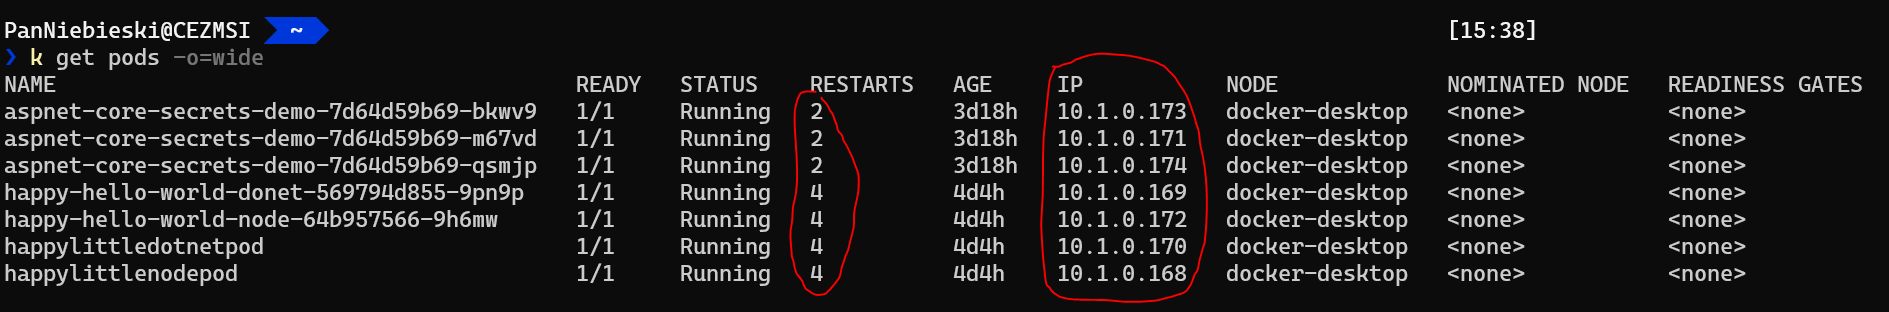 PanNiebieski@CEZMSI ~ [15:38]
❯ k get pods -o=wide
NAME READY STATUS RESTARTS AGE IP NODE NOMINATED NODE READINESS GATES
aspnet-core-secrets-demo-7d64d59b69-bkwv9 1/1 Running 2 3d18h 10.1.0.173 docker-desktop <none> <none>
aspnet-core-secrets-demo-7d64d59b69-m67vd 1/1 Running 2 3d18h 10.1.0.171 docker-desktop <none> <none>
aspnet-core-secrets-demo-7d64d59b69-qsmjp 1/1 Running 2 3d18h 10.1.0.174 docker-desktop <none> <none>
happy-hello-world-donet-569794d855-9pn9p 1/1 Running 4 4d4h 10.1.0.169 docker-desktop <none> <none>
happy-hello-world-node-64b957566-9h6mw 1/1 Running 4 4d4h 10.1.0.172 docker-desktop <none> <none>
happylittledotnetpod 1/1 Running 4 4d4h 10.1.0.170 docker-desktop <none> <none>
happylittlenodepod 1/1 Running 4 4d4h 10.1.0.168 docker-desktop <none> <none>